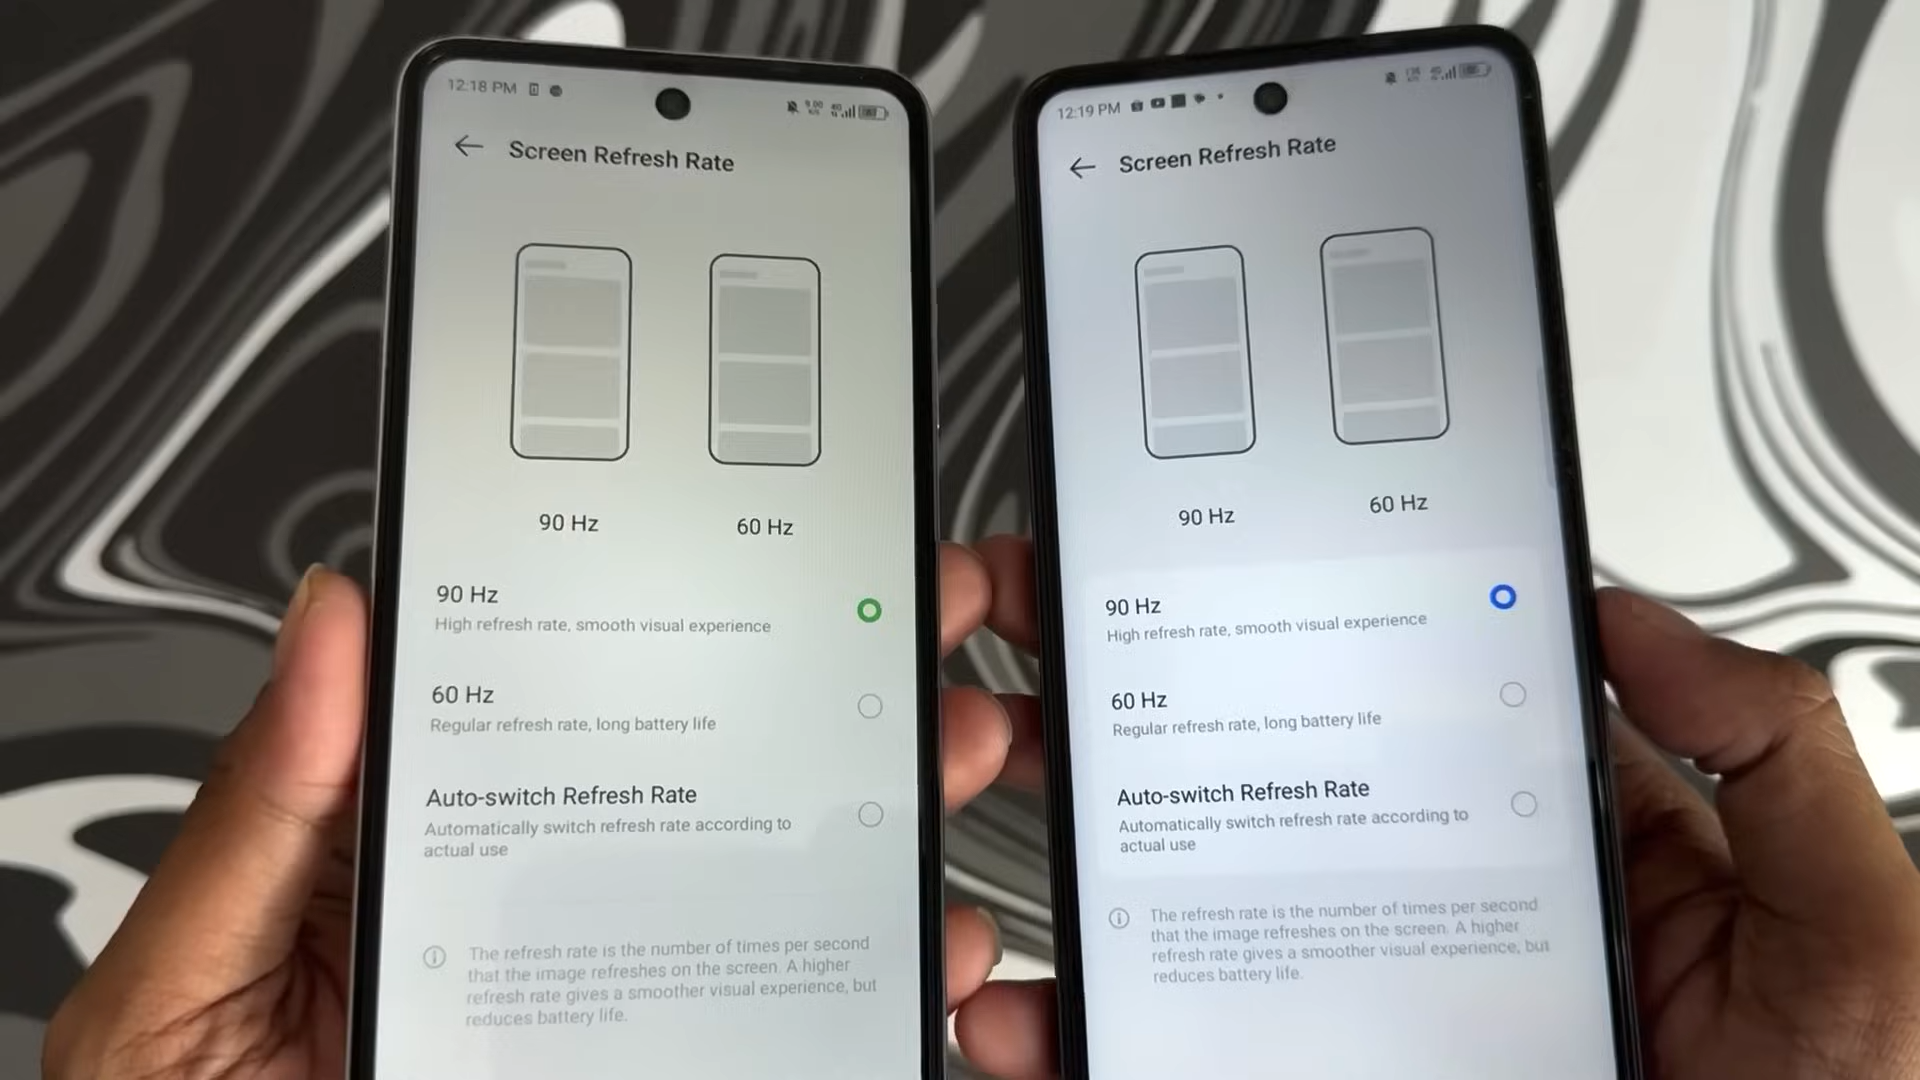 12:18 PM
Screen Refresh Rate
90 Hz
60 Hz
90 Hz
High refresh rate, smooth visual experience
60 Hz
Regular refresh rate, long battery life
Auto-switch Refresh Rate
Automatically switch refresh rate according to
actual use
The refresh rate is the number of times per second
that the image refreshes on the screen. A higher
refresh rate gives a smoother visual experience, but
reduces battery life.
12:19 PM
Screen Refresh Rate
90 Hz
60 Hz
90 Hz
High refresh rate, smooth visual experience
60 Hz
Regular refresh rate, long battery life
Auto-switch Refresh Rate
Automatically switch refresh rate according to
actual use
The refresh rate is the number of times per second
that the image refreshes on the screen. A higher
refresh rate gives a smoother visual experience, but
reduces battery life.